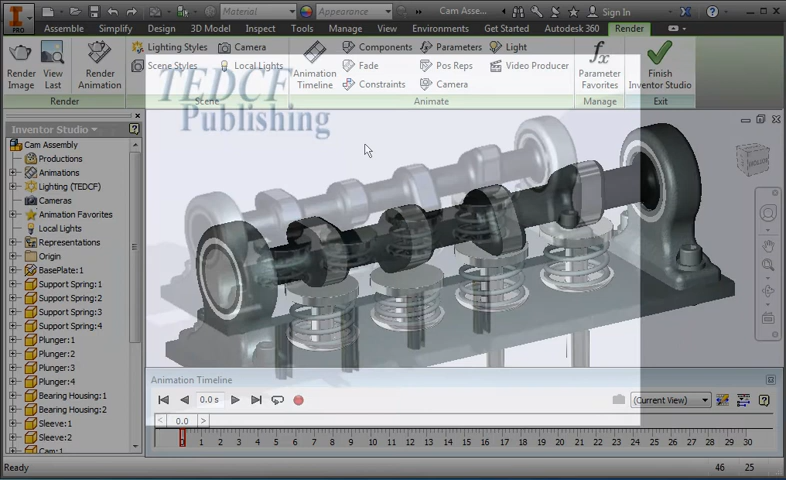 PRO
Material
Appearance
Cam Asse...
Sign In
Assemble Simplify Design 3D Model Inspect Tools Manage View Environments Get Started Autodesk 360 Render
Render Image
View Last
Render Animation
Lighting Styles
Camera
Scene Styles
Local Lights
Animation Timeline
Components
Fade
Constraints
Parameters
Pos Reps
Camera
Light
Video Producer
fx
Parameter Favorites
Finish Inventor Studio
Render Scene Animate Manage Exit
TEDCF
Publishing
Inventor Studio
Cam Assembly
Productions
Animations
Lighting (TEDCF)
Cameras
Animation Favorites
Local Lights
Representations
Origin
BasePlate:1
Support Spring:1
Support Spring:2
Support Spring:3
Support Spring:4
Plunger:1
Plunger:2
Plunger:3
Plunger:4
Bearing Housing:1
Bearing Housing:2
Sleeve:1
Sleeve:2
Cam:1
Animation Timeline
0.0 s
(Current View)
< 0.0 >
1 2 3 4 5 6 7 8 9 10 11 12 13 14 15 16 17 18 19 20 21 22 23 24 25 26 27 28 29 30
Ready
46 25